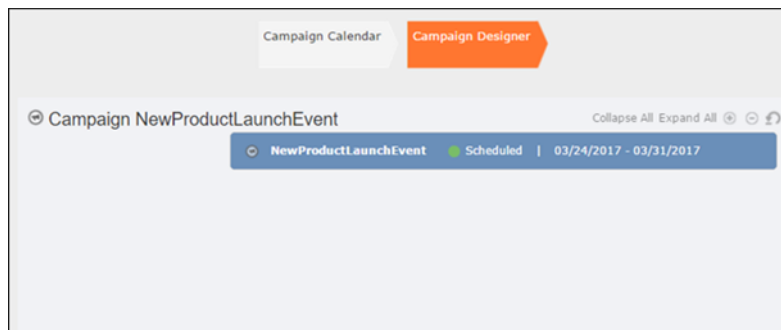 Campaign Calendar
Campaign Designer
Campaign NewProductLaunchEvent
Collapse All Expand All
NewProductLaunchEvent Scheduled | 03/24/2017 - 03/31/2017